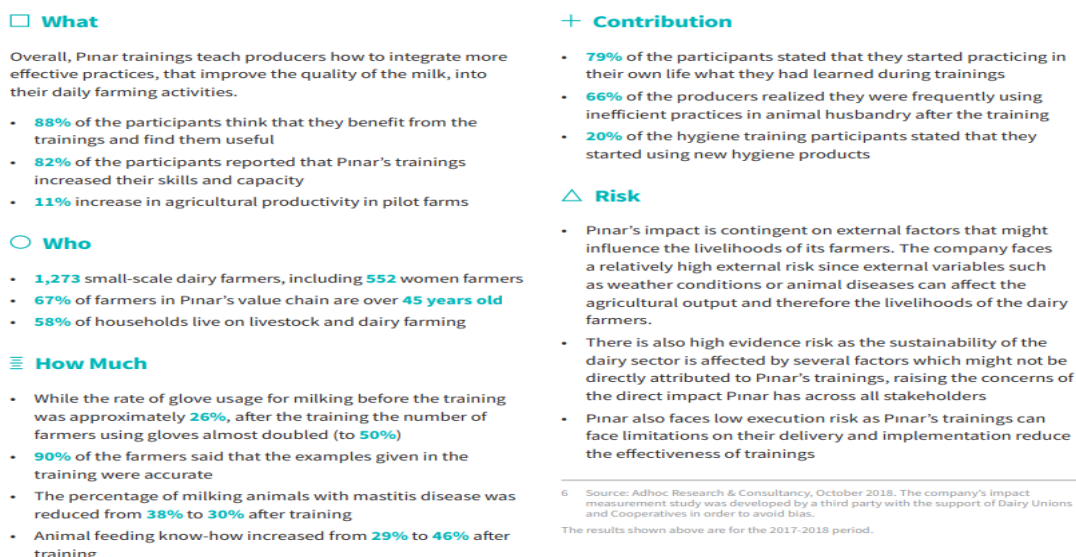 What
Overall, Pınar trainings teach producers how to integrate more
effective practices, that improve the quality of the milk, into
their daily farming activities.
• 88% of the participants think that they benefit from the
trainings and find them useful
• 82% of the participants reported that Pınar’s trainings
increased their skills and capacity
• 11% increase in agricultural productivity in pilot farms
Who
• 1,273 small-scale dairy farmers, including 552 women farmers
• 67% of farmers in Pınar’s value chain are over 45 years old
• 58% of households live on livestock and dairy farming
How Much
• While the rate of glove usage for milking before the training
was approximately 26%, after the training the number of
farmers using gloves almost doubled (to 50%)
• 90% of the farmers said that the examples given in the
training were accurate
• The percentage of milking animals with mastitis disease was
reduced from 38% to 30% after training
• Animal feeding know-how increased from 29% to 46% after
training
Contribution
• 79% of the participants stated that they started practicing in
their own life what they had learned during trainings
• 66% of the producers realized they were frequently using
inefficient practices in animal husbandry after the training
• 20% of the hygiene training participants stated that they
started using new hygiene products
Risk
• Pınar’s impact is contingent on external factors that might
influence the livelihoods of its farmers. The company faces
a relatively high external risk since external variables such
as weather conditions or animal diseases can affect the
agricultural output and therefore the livelihoods of the dairy
farmers.
• There is also high evidence risk as the sustainability of the
dairy sector is affected by several factors which might not be
directly attributed to Pınar’s trainings, raising the concerns of
the direct impact Pınar has across all stakeholders
• Pınar also faces low execution risk as Pınar’s trainings can
face limitations on their delivery and implementation reduce
the effectiveness of trainings
6 Source: Adhoc Research & Consultancy, October 2018. The company’s impact
measurement study was developed by a third party with the support of Dairy Unions
and Cooperatives in order to avoid bias.
The results shown above are for the 2017-2018 period.